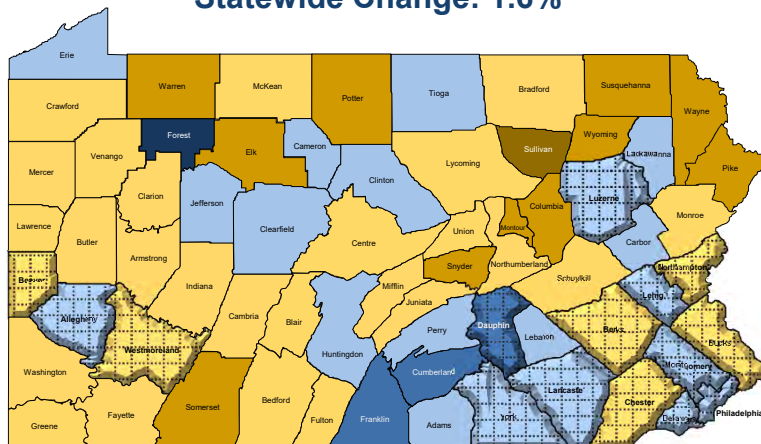 Statewide Change: 1.6%
Erie
Warren
McKean
Potter
Tioga
Bradford
Susquehanna
Wayne
Crawford
Forest
Elk
Cameron
Clinton
Lycoming
Sullivan
Wyoming
Lackawanna
Pike
Mercer
Venango
Clarion
Jefferson
Clearfield
Centre
Union
Montour
Columbia
Luzerne
Monroe
Carbon
Lawrence
Butler
Armstrong
Indiana
Snyder
Northumberland
Schuylkill
Northampton
Beaver
Allegheny
Westmoreland
Cambria
Blair
Mifflin
Juniata
Huntingdon
Perry
Dauphin
Lebanon
Berks
Lehigh
Bucks
Washington
Somerset
Bedford
Fulton
Franklin
Cumberland
Adams
York
Lancaster
Chester
Montgomery
Delaware
Philadelphia
Greene
Fayette